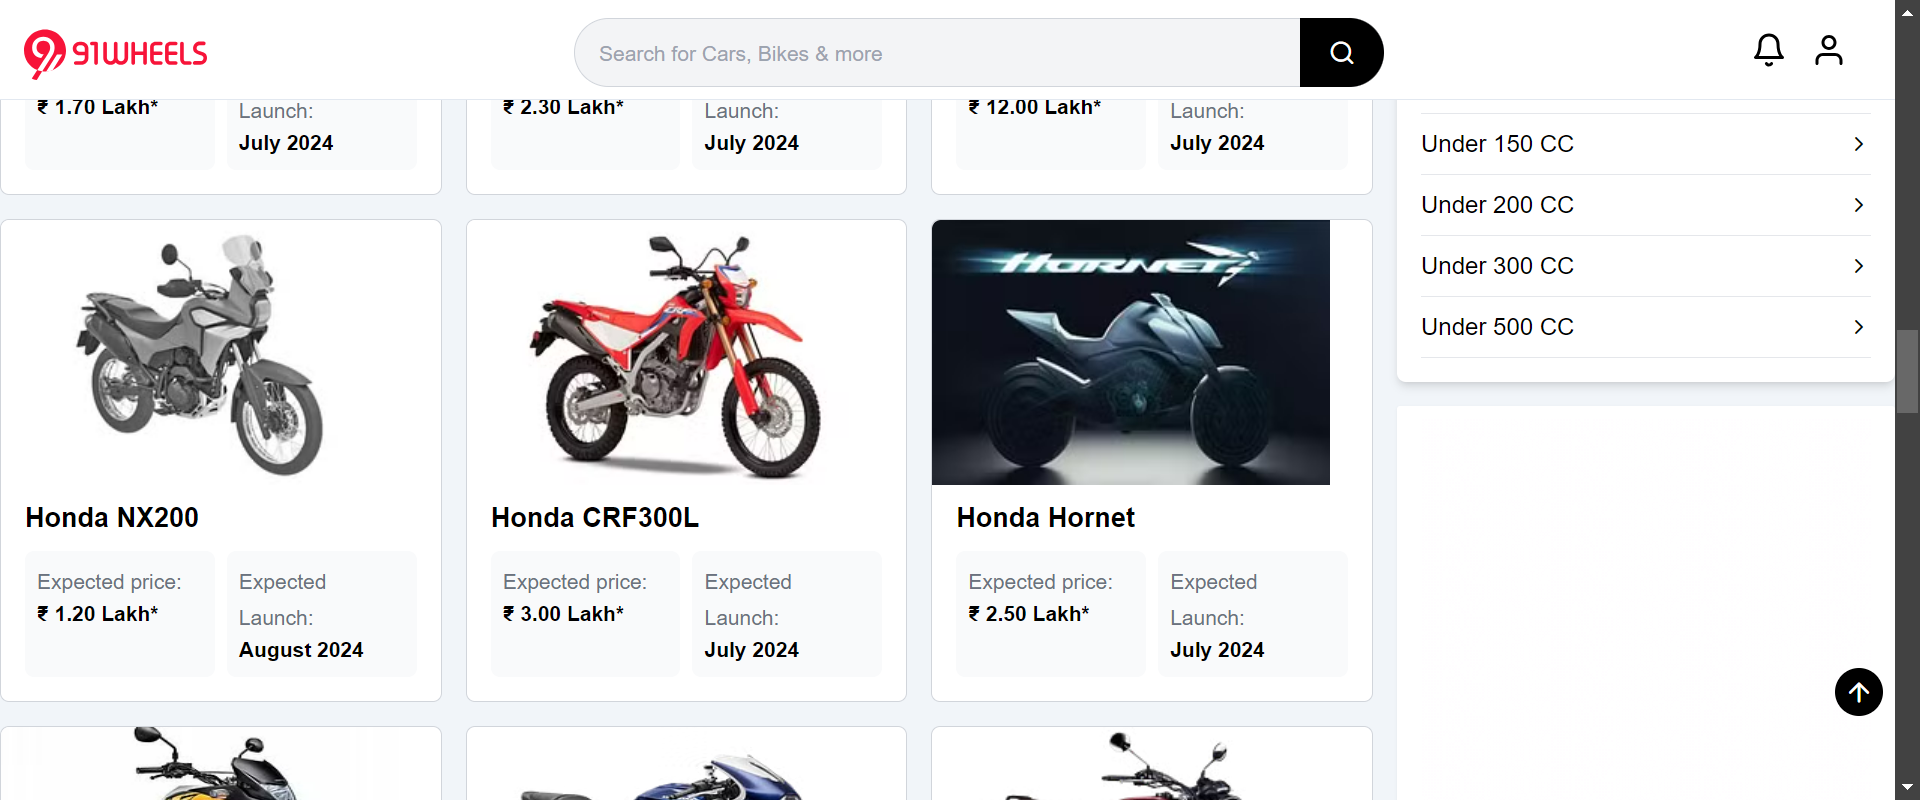 91WHEELS
Search for Cars, Bikes & more
₹ 1.70 Lakh*
Launch:
July 2024
₹ 2.30 Lakh*
Launch:
July 2024
₹ 12.00 Lakh*
Launch:
July 2024
Under 150 CC
Under 200 CC
Under 300 CC
Under 500 CC
HORNET
Honda NX200
Expected price:
₹ 1.20 Lakh*
Expected
Launch:
August 2024
Honda CRF300L
Expected price:
₹ 3.00 Lakh*
Expected
Launch:
July 2024
Honda Hornet
Expected price:
₹ 2.50 Lakh*
Expected
Launch:
July 2024